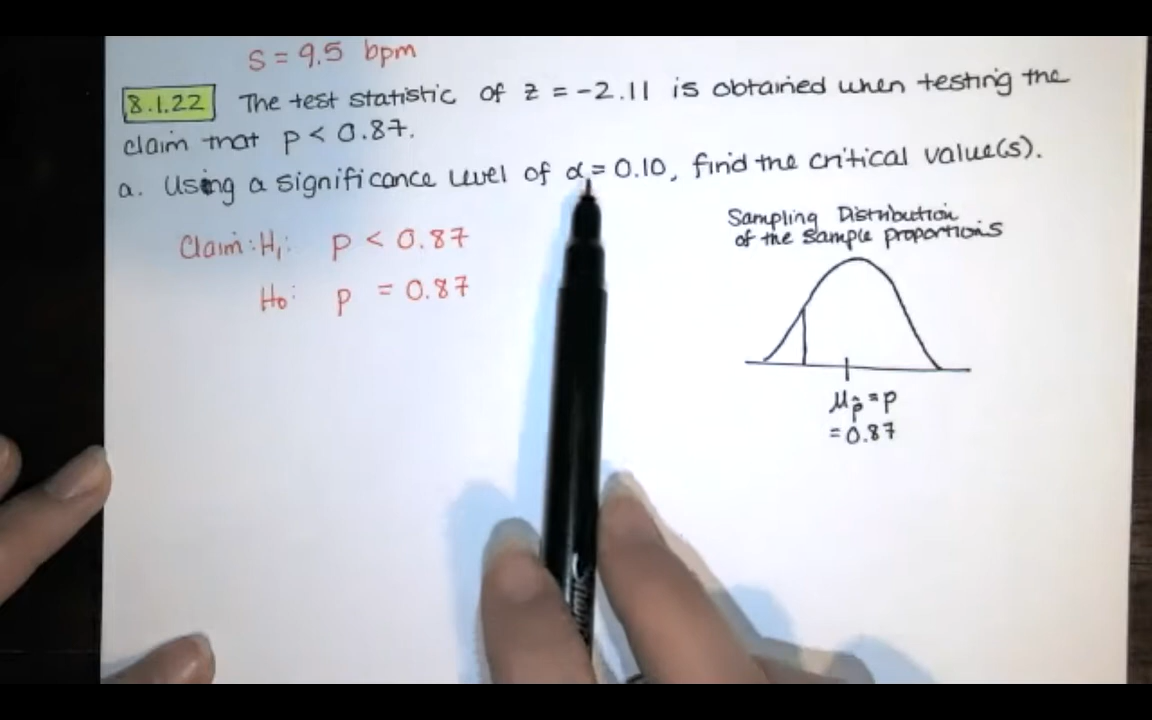 s = 9.5 bpm
8.1.22 The test statistic of z = -2.11 is obtained when testing the
claim that p < 0.87.
a. Using a significance level of α = 0.10, find the critical value(s).
Claim: H₁: p < 0.87
H₀: p = 0.87
Sampling Distribution
of the sample proportions
μp̂ = p
= 0.87